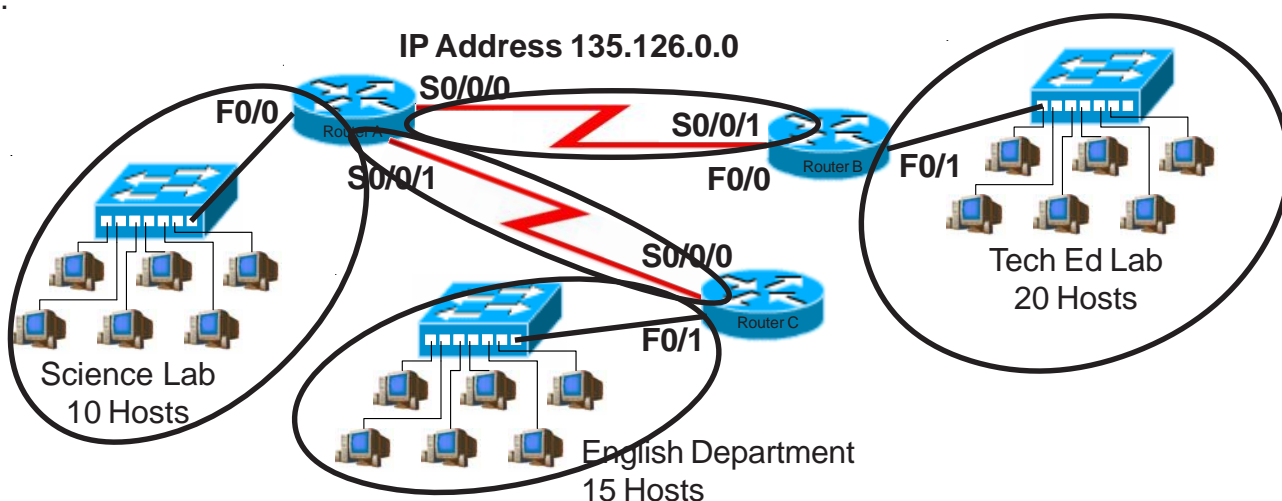 .
IP Address 135.126.0.0
S0/0/0
F0/0
Router A
S0/0/1
S0/0/1
Router B
F0/0
F0/1
S0/0/0
Router C
F0/1
Tech Ed Lab
20 Hosts
Science Lab
10 Hosts
English Department
15 Hosts